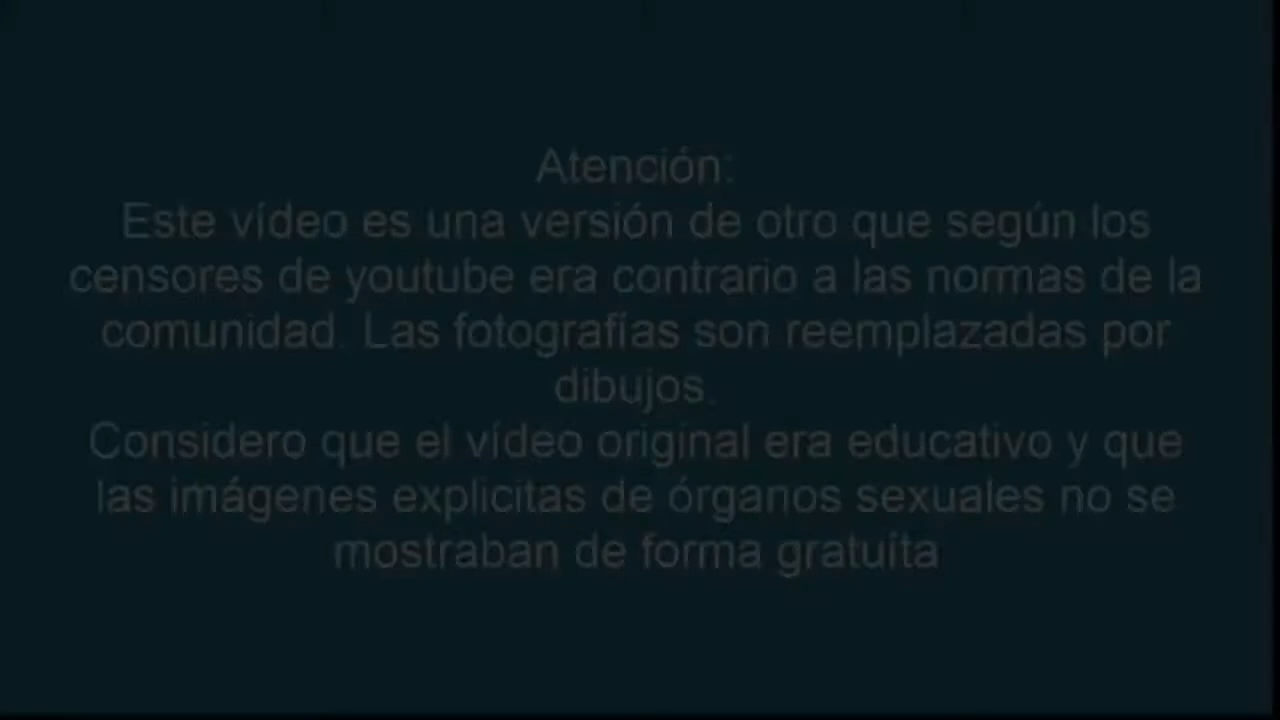 Atención:
Este vídeo es una versión de otro que según los
censores de youtube era contrario a las normas de la
comunidad. Las fotografías son reemplazadas por
dibujos.
Considero que el vídeo original era educativo y que
las imágenes explicitas de órganos sexuales no se
mostraban de forma gratuíta